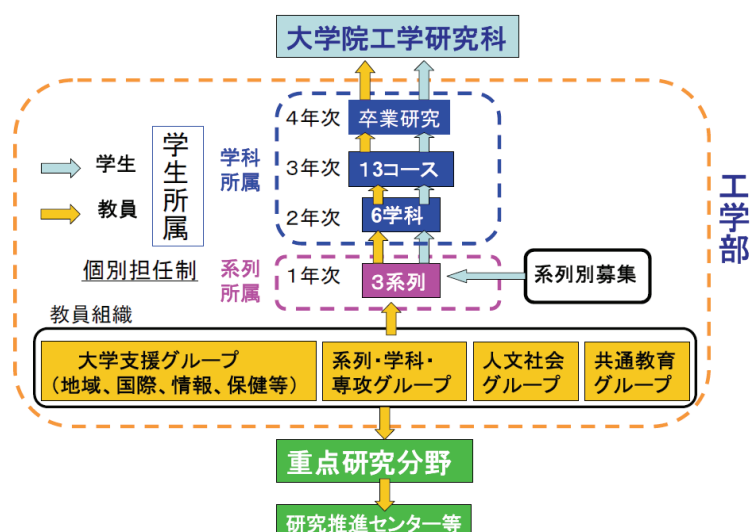 大学院工学研究科
4年次
卒業研究
学生
教員
学生所属
学科
所属
3年次
13コース
2年次
6学科
工学部
個別担任制
系列
所属
1年次
3系列
系列別募集
教員組織
大学支援グループ
(地域、国際、情報、保健等)
系列・学科・
専攻グループ
人文社会
グループ
共通教育
グループ
重点研究分野
研究推進センター等